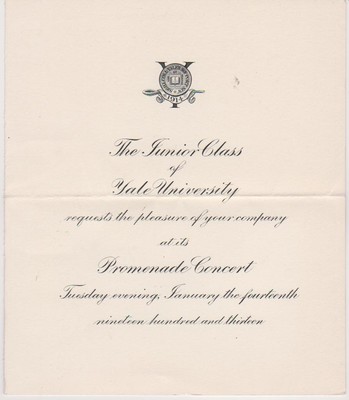 1914
The Junior Class
of
Yale University
requests the pleasure of your company
at its
Promenade Concert
Tuesday evening, January the fourteenth
nineteen hundred and thirteen